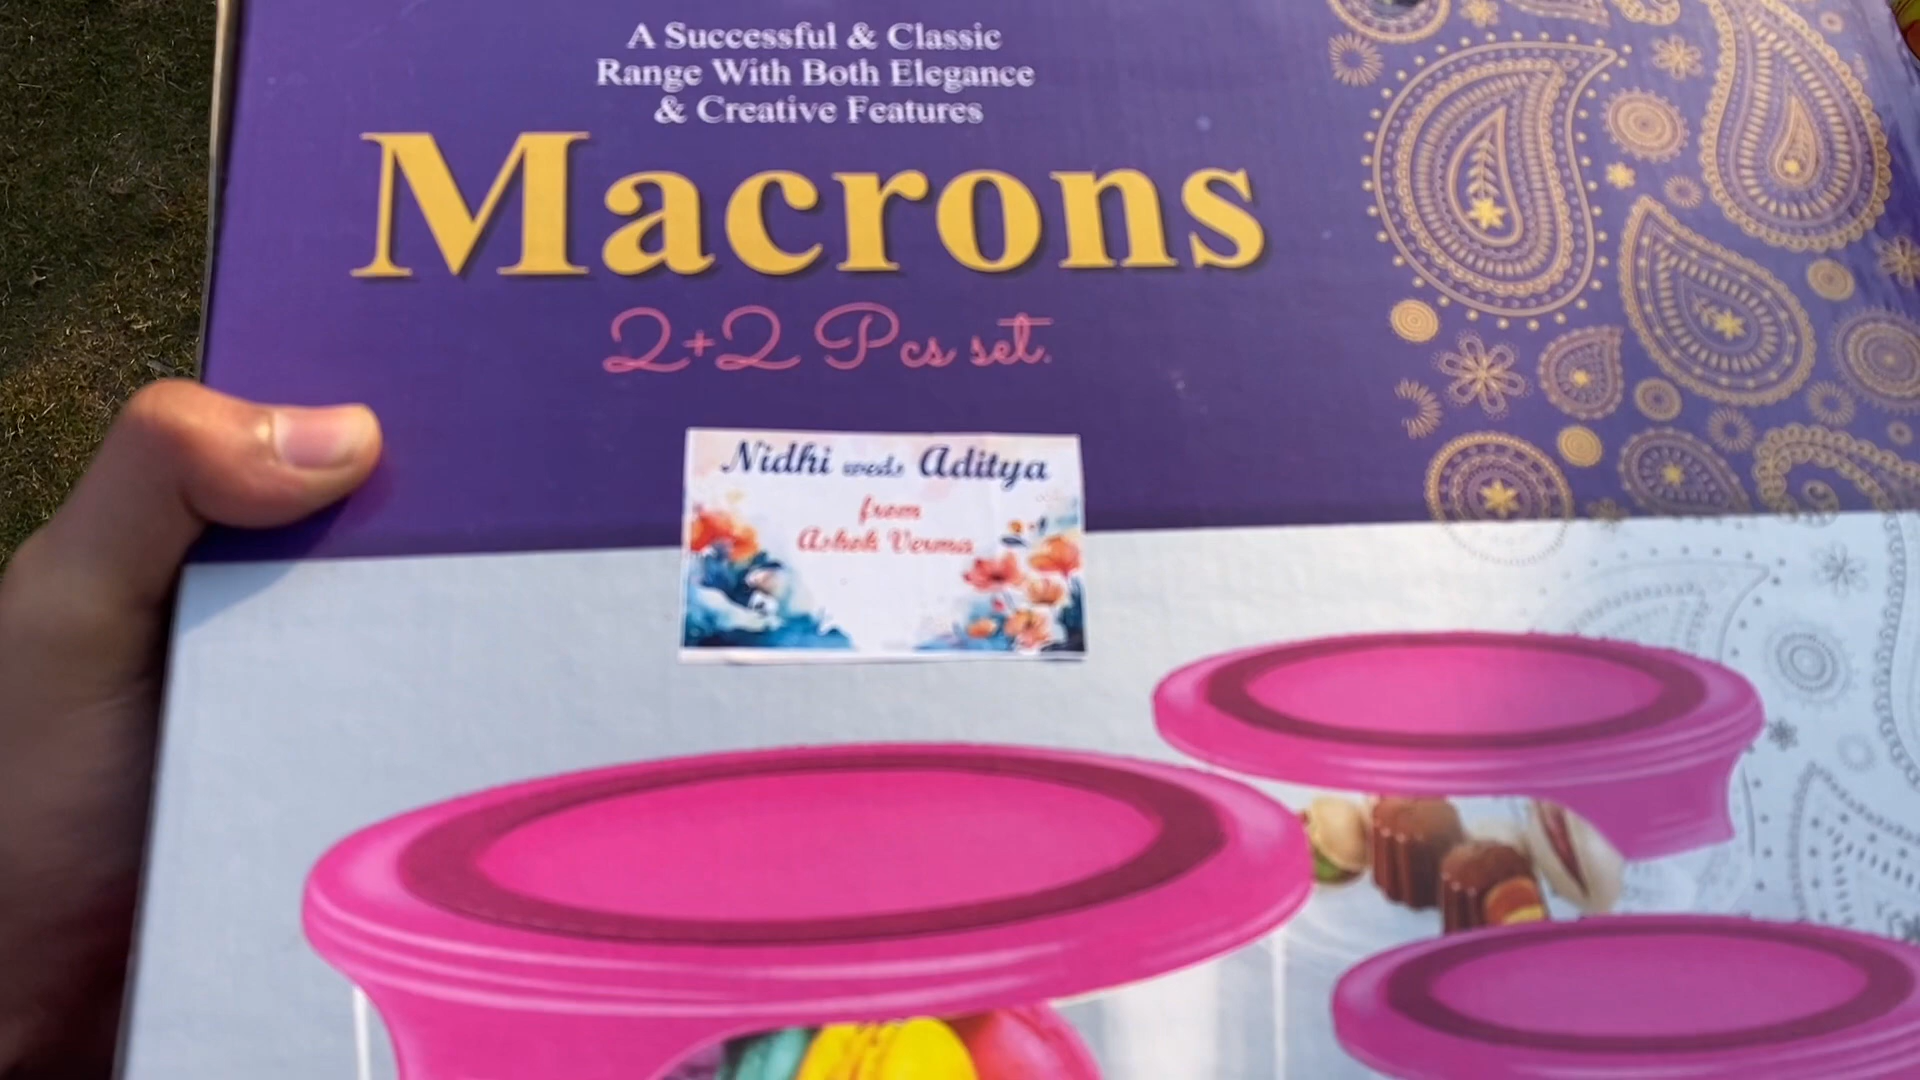 A Successful & Classic
Range With Both Elegance
& Creative Features
Macrons
2+2 Pcs set.
Nidhi weds Aditya
from
Ashok Verma